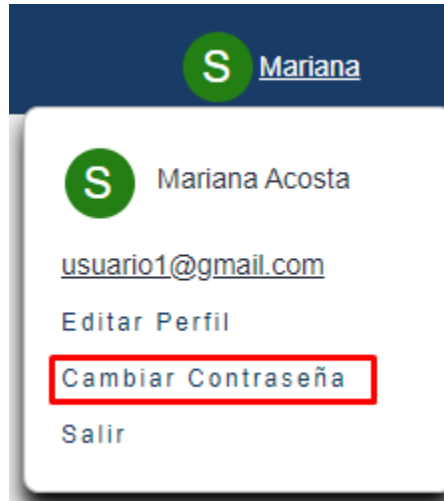 S Mariana
S Mariana Acosta
usuario1@gmail.com
Editar Perfil
Cambiar Contraseña
Salir